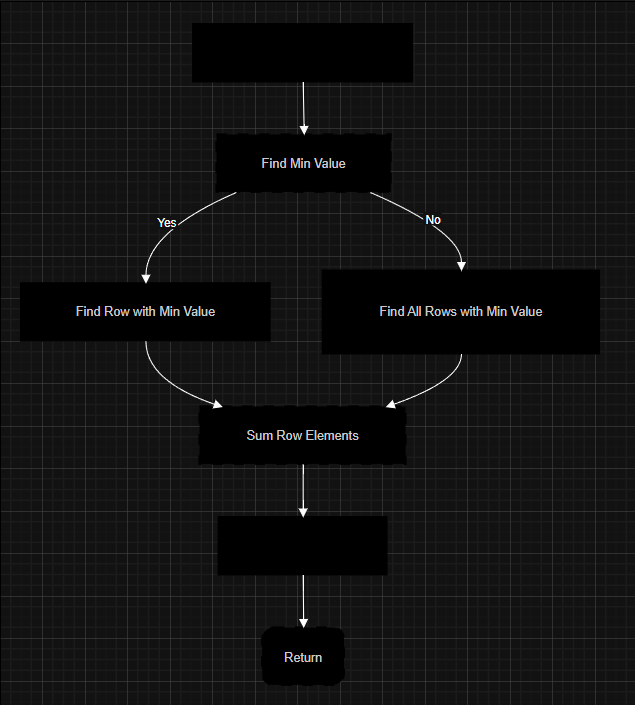 Find Min Value
Yes
No
Find Row with Min Value
Find All Rows with Min Value
Sum Row Elements
Return